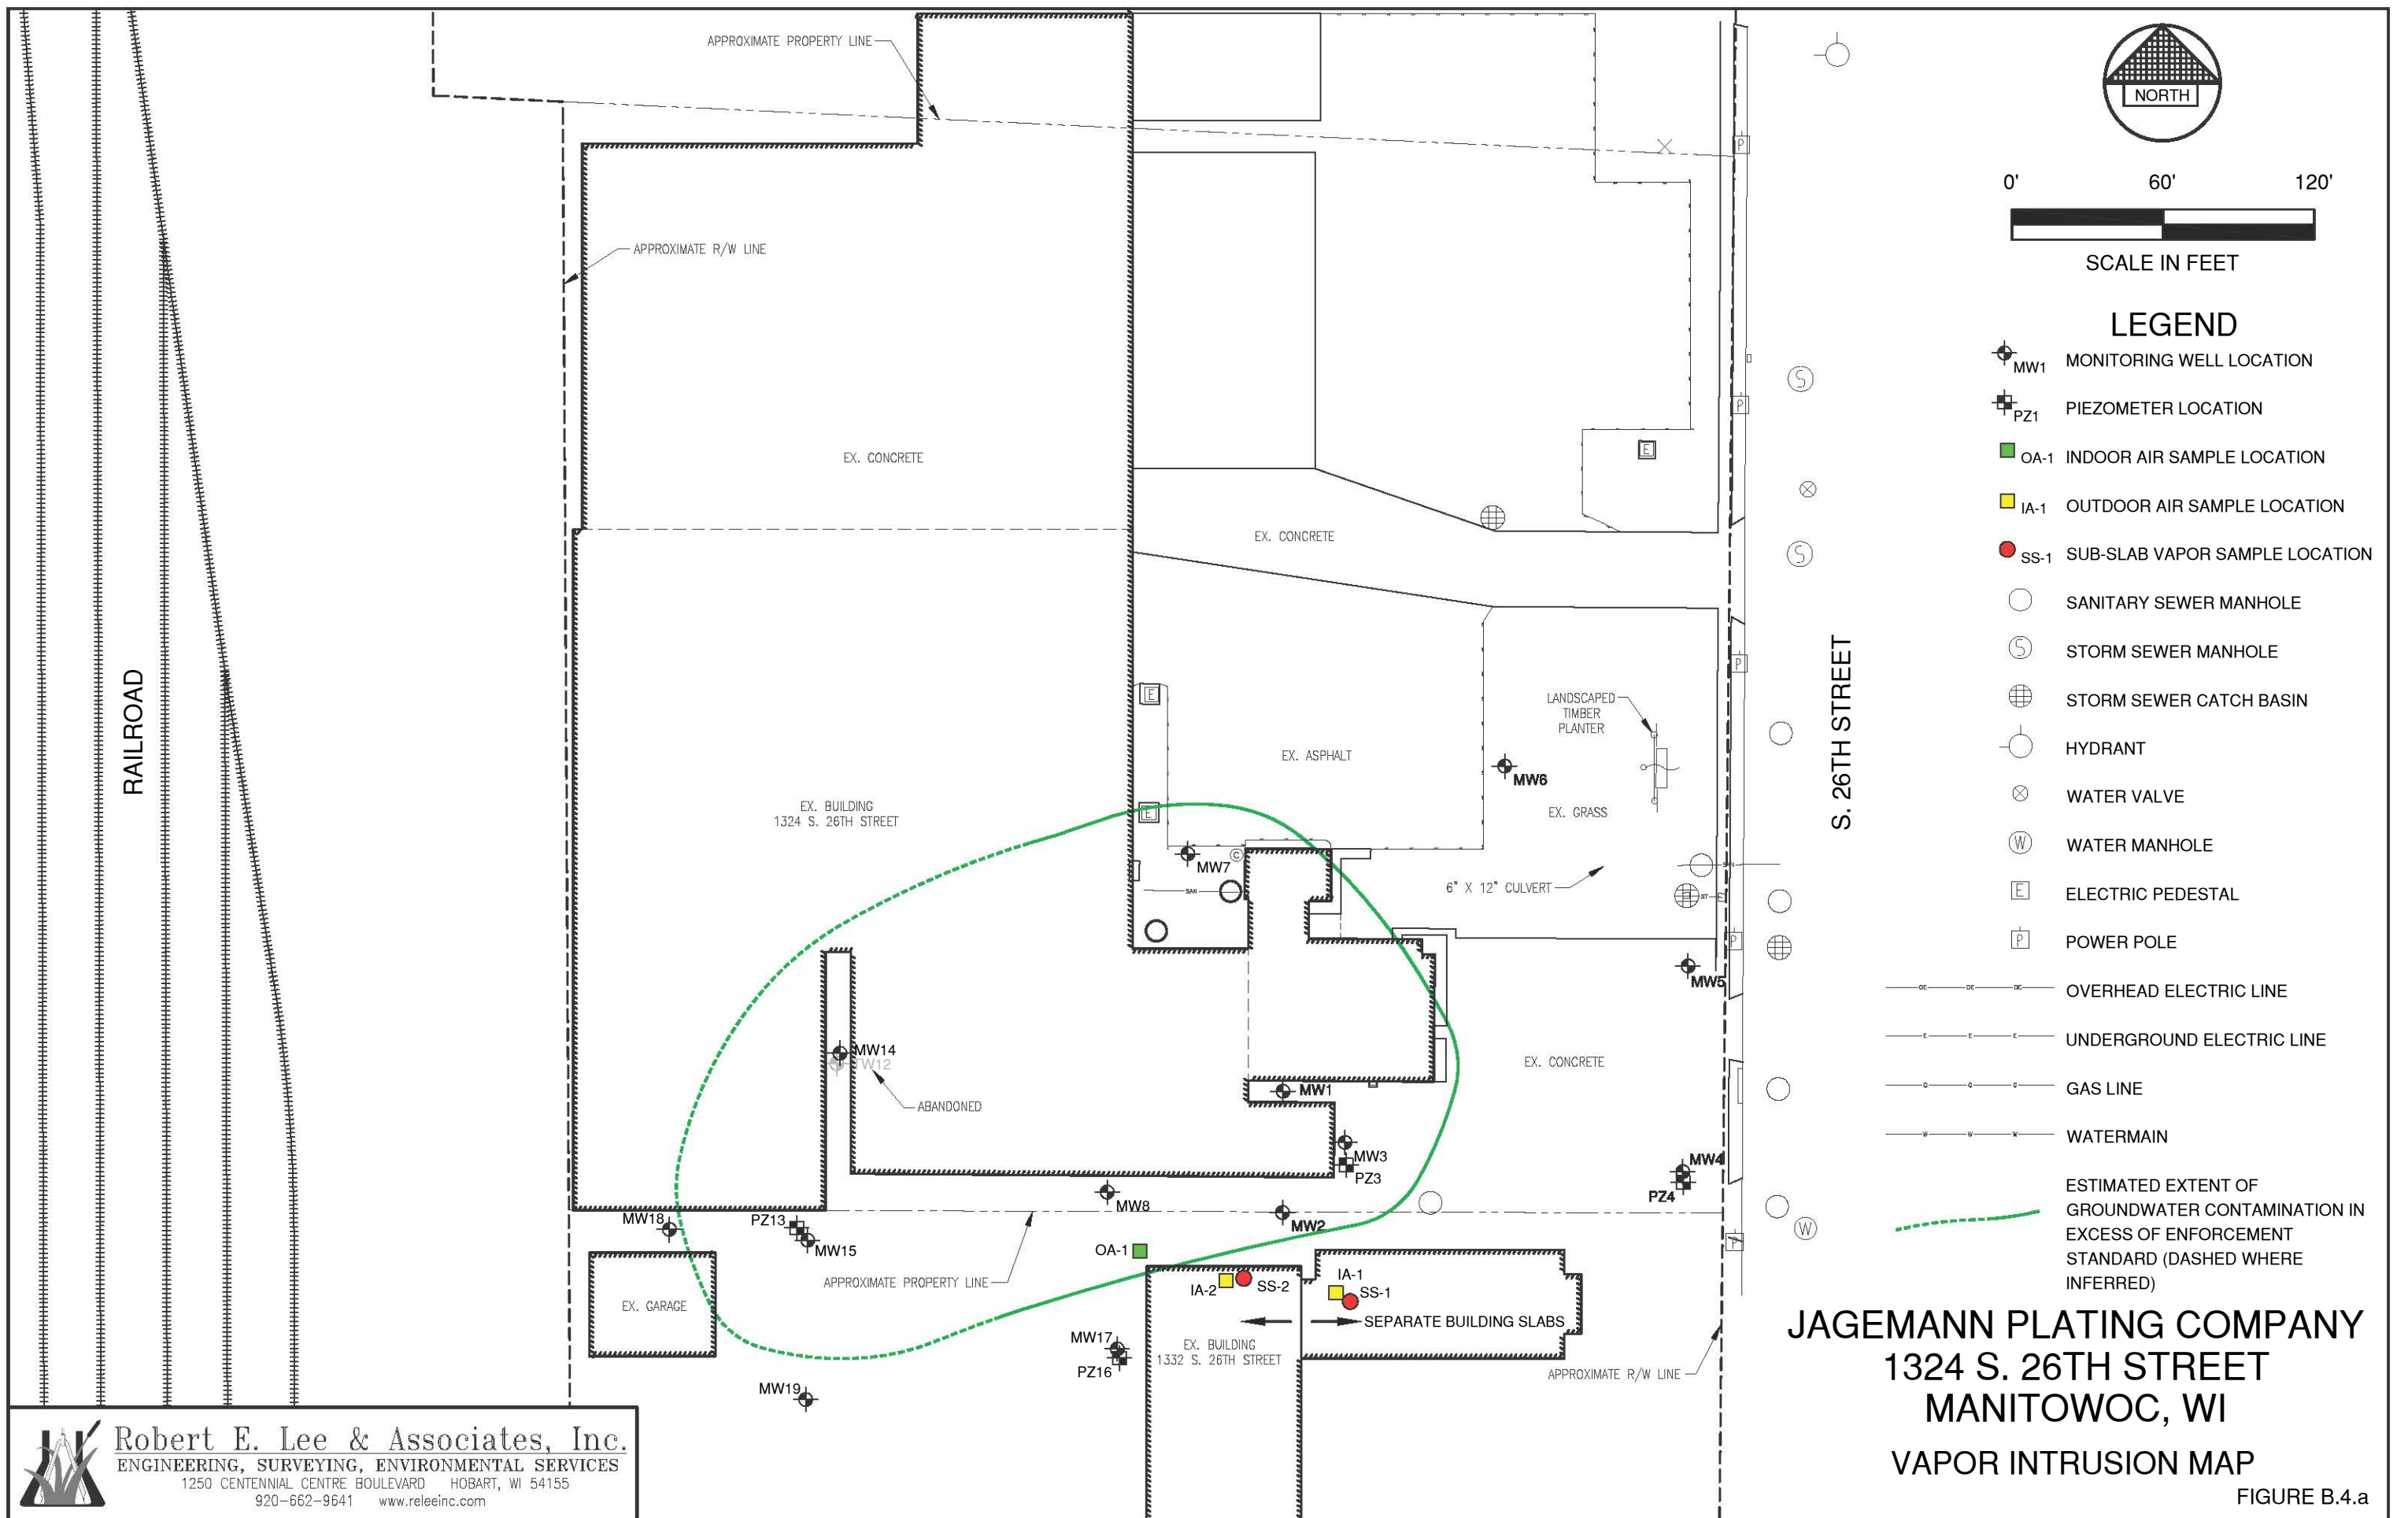 APPROXIMATE PROPERTY LINE
APPROXIMATE R/W LINE
EX. CONCRETE
EX. CONCRETE
RAILROAD
EX. BUILDING
1324 S. 26TH STREET
EX. ASPHALT
LANDSCAPED
TIMBER
PLANTER
MW6
EX. GRASS
MW7
C
SAN
6" X 12" CULVERT
ST
MW5
S. 26TH STREET
MW14
TW12
ABANDONED
MW1
EX. CONCRETE
MW3
PZ3
MW4
PZ4
MW8
MW2
MW18
PZ13
MW15
OA-1
APPROXIMATE PROPERTY LINE
EX. GARAGE
IA-2
SS-2
IA-1
SS-1
SEPARATE BUILDING SLABS
MW17
PZ16
EX. BUILDING
1332 S. 26TH STREET
APPROXIMATE R/W LINE
MW19
E
E
E
P
P
P
P
P
S
S
W
NORTH
0' 60' 120'
SCALE IN FEET
LEGEND
MW1 MONITORING WELL LOCATION
PZ1 PIEZOMETER LOCATION
OA-1 INDOOR AIR SAMPLE LOCATION
IA-1 OUTDOOR AIR SAMPLE LOCATION
SS-1 SUB-SLAB VAPOR SAMPLE LOCATION
SANITARY SEWER MANHOLE
S STORM SEWER MANHOLE
STORM SEWER CATCH BASIN
HYDRANT
WATER VALVE
W WATER MANHOLE
E ELECTRIC PEDESTAL
P POWER POLE
OE OE OE OVERHEAD ELECTRIC LINE
E E E UNDERGROUND ELECTRIC LINE
G G G GAS LINE
W W W WATERMAIN
ESTIMATED EXTENT OF
GROUNDWATER CONTAMINATION IN
EXCESS OF ENFORCEMENT
STANDARD (DASHED WHERE
INFERRED)
JAGEMANN PLATING COMPANY
1324 S. 26TH STREET
MANITOWOC, WI
VAPOR INTRUSION MAP
FIGURE B.4.a
Robert E. Lee & Associates, Inc.
ENGINEERING, SURVEYING, ENVIRONMENTAL SERVICES
1250 CENTENNIAL CENTRE BOULEVARD HOBART, WI 54155
920-662-9641 www.releeinc.com